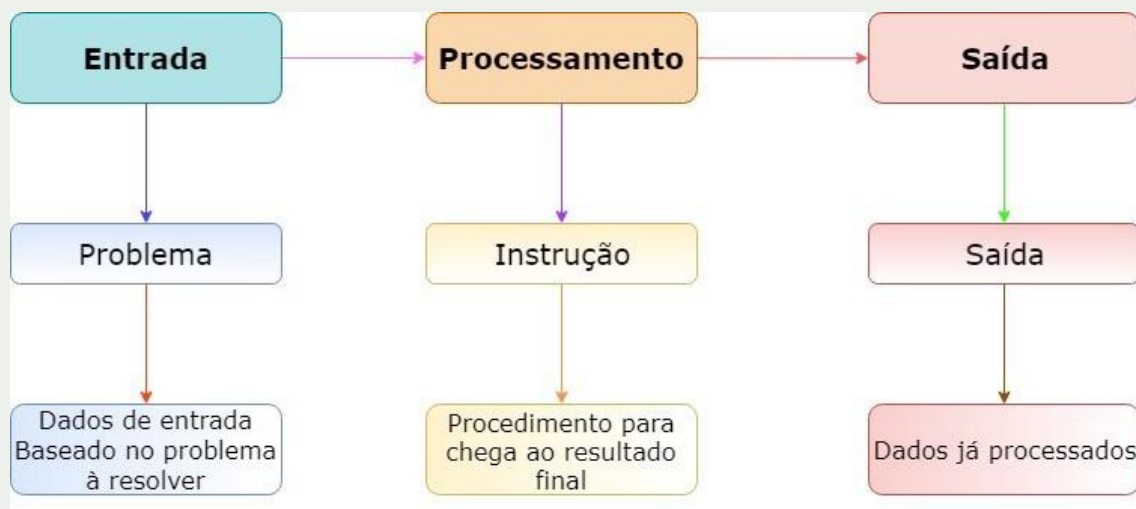 Entrada
Processamento
Saída
Problema
Instrução
Saída
Dados de entrada
Baseado no problema
à resolver
Procedimento para
chega ao resultado
final
Dados já processados